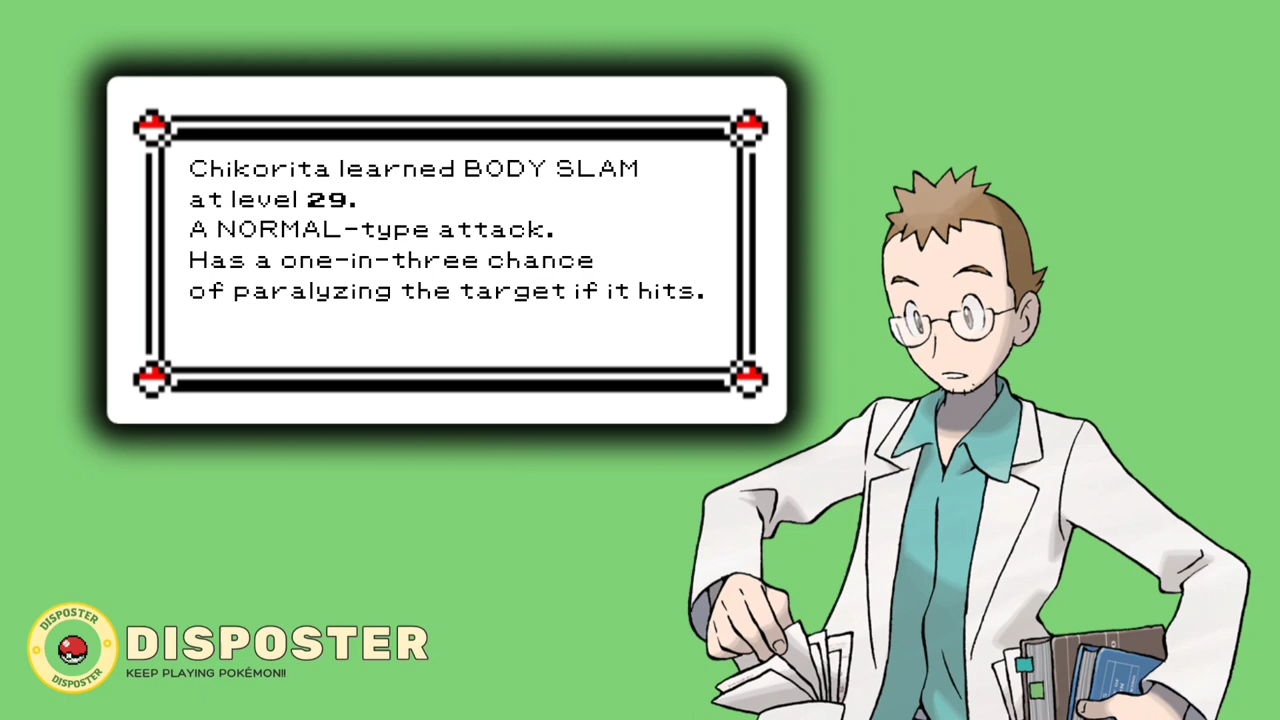 Chikorita learned BODY SLAM
at level 29.
A NORMAL-type attack.
Has a one-in-three chance
of paralyzing the target if it hits.
DISPOSTER
DISPOSTER
DISPOSTER
KEEP PLAYING POKÉMON!!